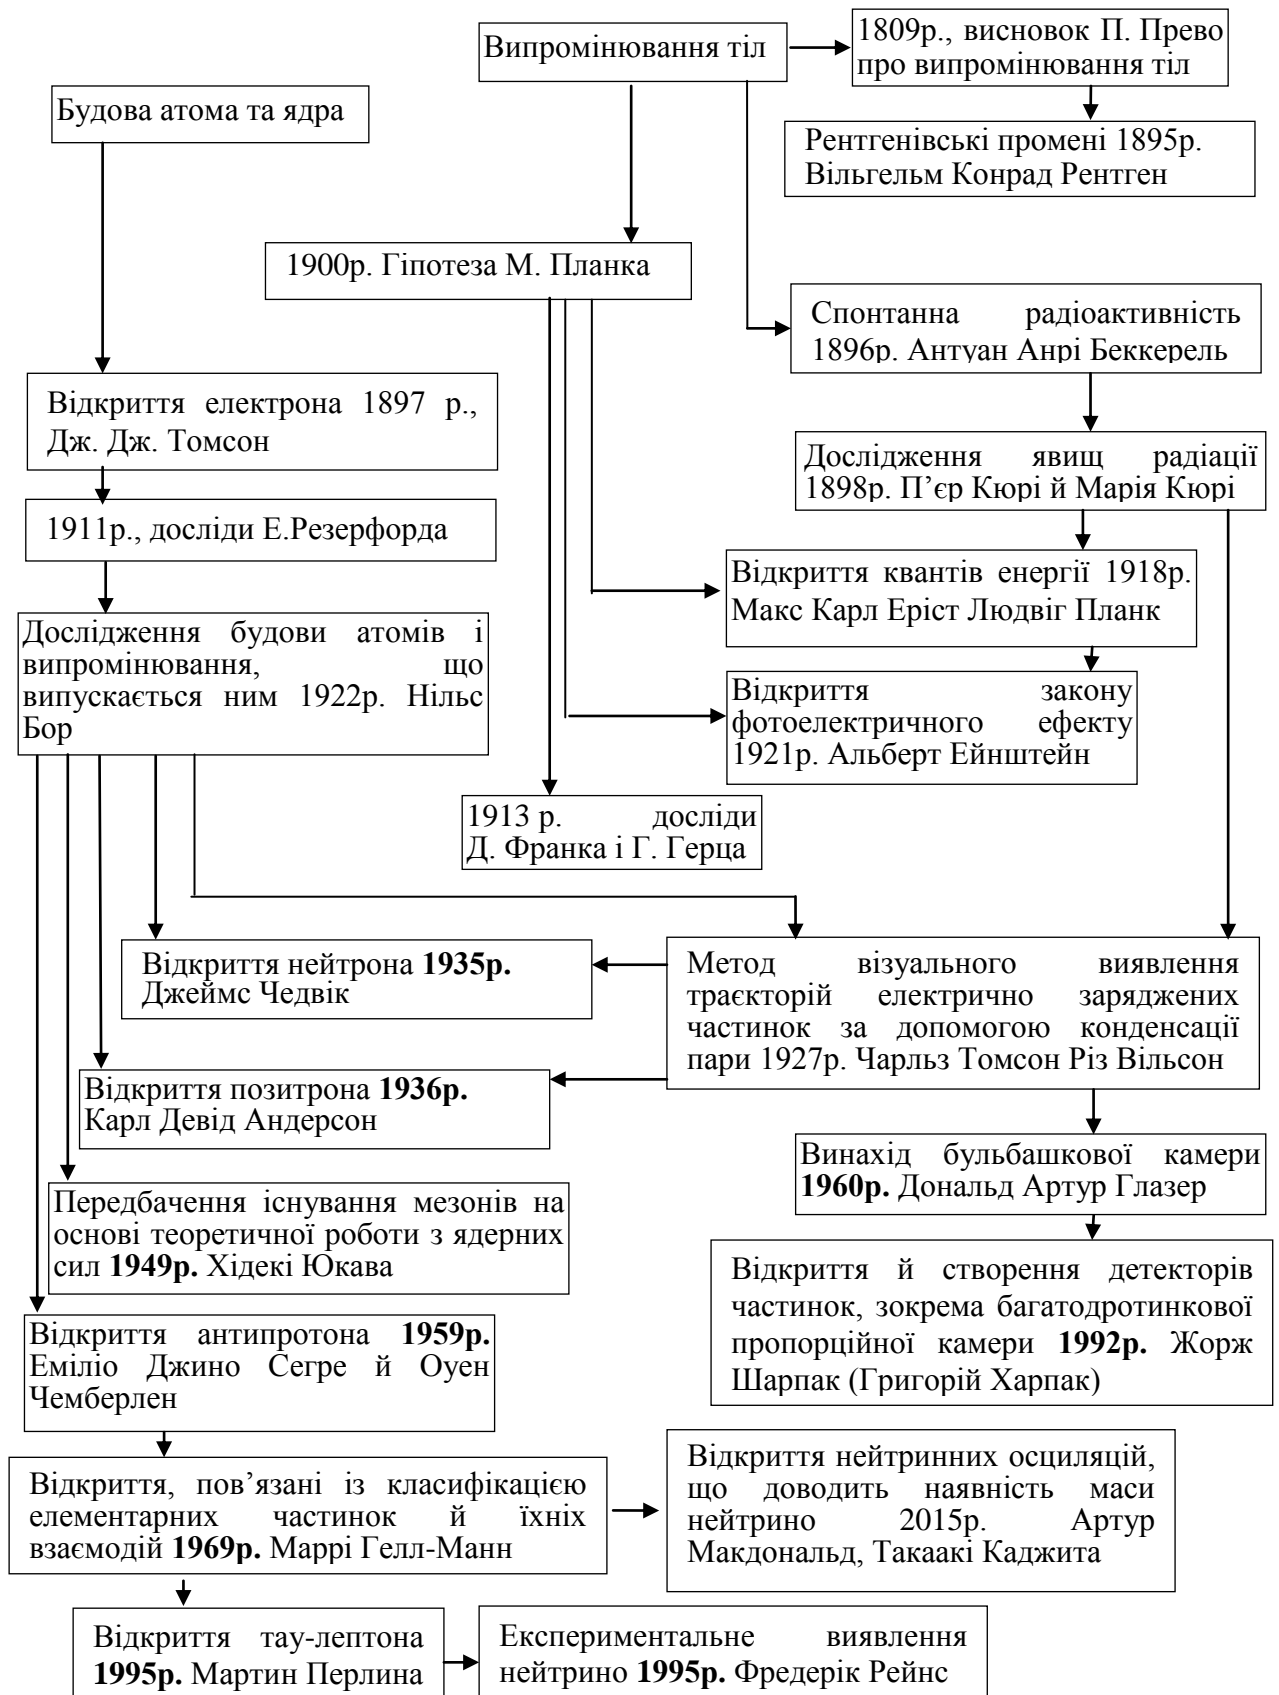 Випромінювання тіл
1809р., висновок П. Прево
про випромінювання тіл
Будова атома та ядра
Рентгенівські промені 1895р.
Вільгельм Конрад Рентген
1900р. Гіпотеза М. Планка
Спонтанна радіоактивність
1896р. Антуан Анрі Беккерель
Відкриття електрона 1897 р.,
Дж. Дж. Томсон
Дослідження явищ радіації
1898р. П’єр Кюрі й Марія Кюрі
1911р., досліди Е.Резерфорда
Відкриття квантів енергії 1918р.
Макс Карл Еріст Людвіг Планк
Дослідження будови атомів і
випромінювання, що
випускається ним 1922р. Нільс
Бор
Відкриття закону
фотоелектричного ефекту
1921р. Альберт Ейнштейн
1913 р. досліди
Д. Франка і Г. Герца
Відкриття нейтрона 1935р.
Джеймс Чедвік
Метод візуального виявлення
траєкторій електрично заряджених
частинок за допомогою конденсації
пари 1927р. Чарльз Томсон Різ Вільсон
Відкриття позитрона 1936р.
Карл Девід Андерсон
Винахід бульбашкової камери
1960р. Дональд Артур Глазер
Передбачення існування мезонів на
основі теоретичної роботи з ядерних
сил 1949р. Хідекі Юкава
Відкриття й створення детекторів
частинок, зокрема багатодротинкової
пропорційної камери 1992р. Жорж
Шарпак (Григорій Харпак)
Відкриття антипротона 1959р.
Еміліо Джино Сегре й Оуен
Чемберлен
Відкриття, пов’язані із класифікацією
елементарних частинок й їхніх
взаємодій 1969р. Маррі Гелл-Манн
Відкриття нейтринних осциляцій,
що доводить наявність маси
нейтрино 2015р. Артур
Макдональд, Такаакі Каджита
Відкриття тау-лептона
1995р. Мартин Перлина
Експериментальне виявлення
нейтрино 1995р. Фредерік Рейнс